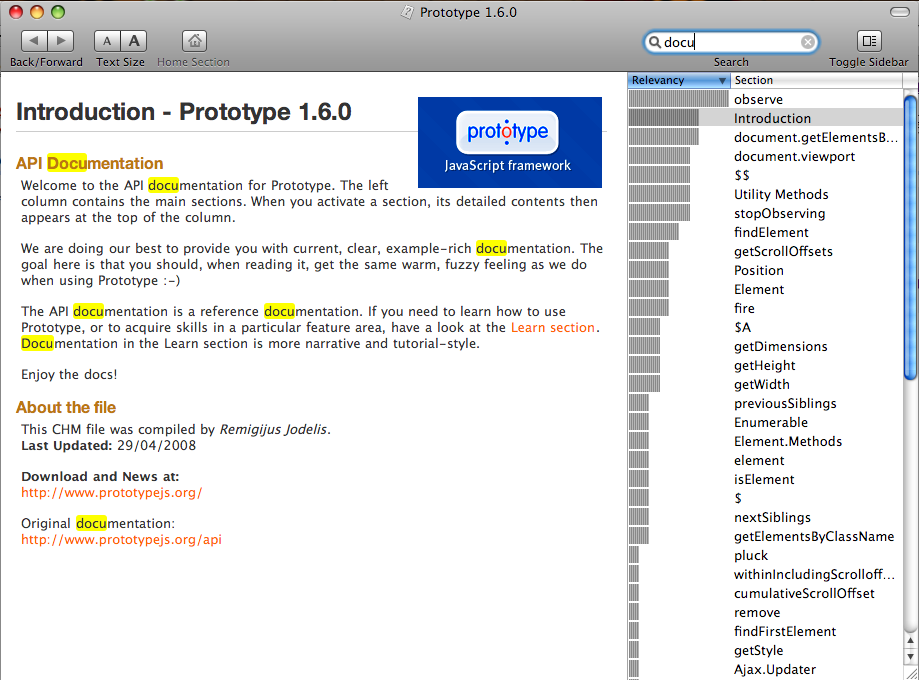 Prototype 1.6.0
Back/Forward
A A
Text Size
Home Section
docu
Search
Toggle Sidebar
Introduction - Prototype 1.6.0
prototype
JavaScript framework
API Documentation
Welcome to the API documentation for Prototype. The left
column contains the main sections. When you activate a section, its detailed contents then
appears at the top of the column.
We are doing our best to provide you with current, clear, example-rich documentation. The
goal here is that you should, when reading it, get the same warm, fuzzy feeling as we do
when using Prototype :-)
The API documentation is a reference documentation. If you need to learn how to use
Prototype, or to acquire skills in a particular feature area, have a look at the Learn section.
Documentation in the Learn section is more narrative and tutorial-style.
Enjoy the docs!
About the file
This CHM file was compiled by Remigijus Jodelis.
Last Updated: 29/04/2008
Download and News at:
http://www.prototypejs.org/
Original documentation:
http://www.prototypejs.org/api
Relevancy Section
observe
Introduction
document.getElementsB...
document.viewport
$$
Utility Methods
stopObserving
findElement
getScrollOffsets
Position
Element
fire
$A
getDimensions
getHeight
getWidth
previousSiblings
Enumerable
Element.Methods
element
isElement
$
nextSiblings
getElementsByClassName
pluck
withinIncludingScrolloff...
cumulativeScrollOffset
remove
findFirstElement
getStyle
Ajax.Updater